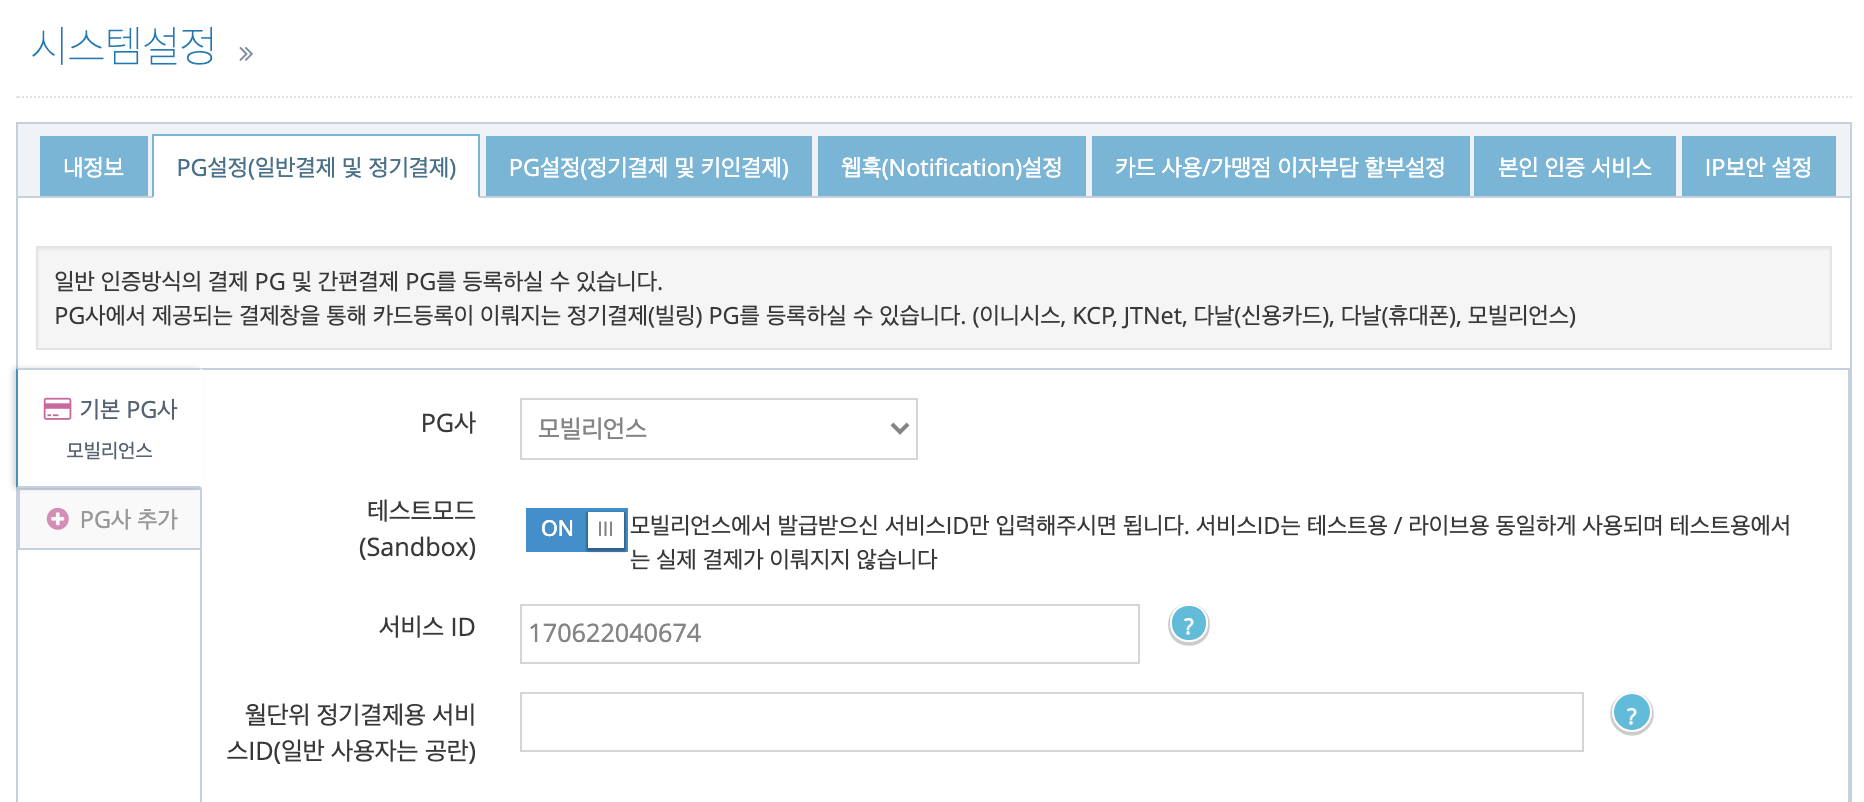 시스템설정 »
내정보
PG설정(일반결제 및 정기결제)
PG설정(정기결제 및 키인결제)
웹훅(Notification)설정
카드 사용/가맹점 이자부담 할부설정
본인 인증 서비스
IP보안 설정
일반 인증방식의 결제 PG 및 간편결제 PG를 등록하실 수 있습니다.
PG사에서 제공되는 결제창을 통해 카드등록이 이뤄지는 정기결제(빌링) PG를 등록하실 수 있습니다. (이니시스, KCP, JTNet, 다날(신용카드), 다날(휴대폰), 모빌리언스)
기본 PG사
모빌리언스
PG사 추가
PG사
모빌리언스
테스트모드
(Sandbox)
ON
모빌리언스에서 발급받으신 서비스ID만 입력해주시면 됩니다. 서비스ID는 테스트용 / 라이브용 동일하게 사용되며 테스트용에서
는 실제 결제가 이뤄지지 않습니다
서비스 ID
170622040674
?
월단위 정기결제용 서비
스ID(일반 사용자는 공란)
?